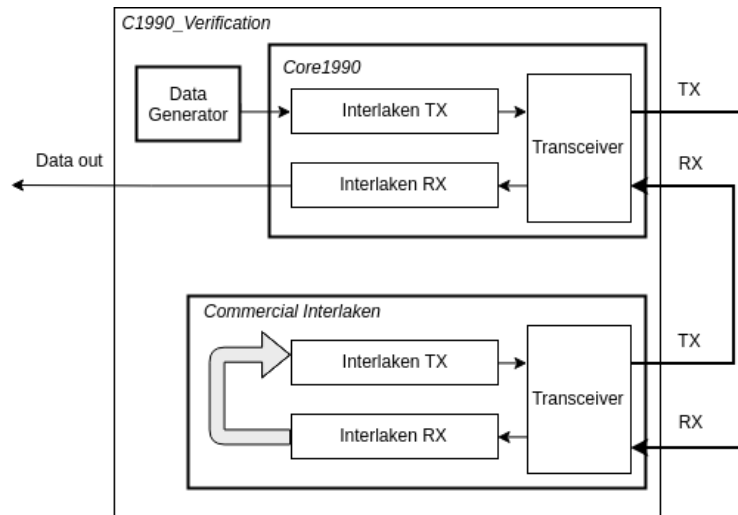 C1990_Verification
Core1990
Data
Generator
Interlaken TX
Transceiver
TX
Data out
Interlaken RX
RX
Commercial Interlaken
Interlaken TX
Transceiver
TX
Interlaken RX
RX